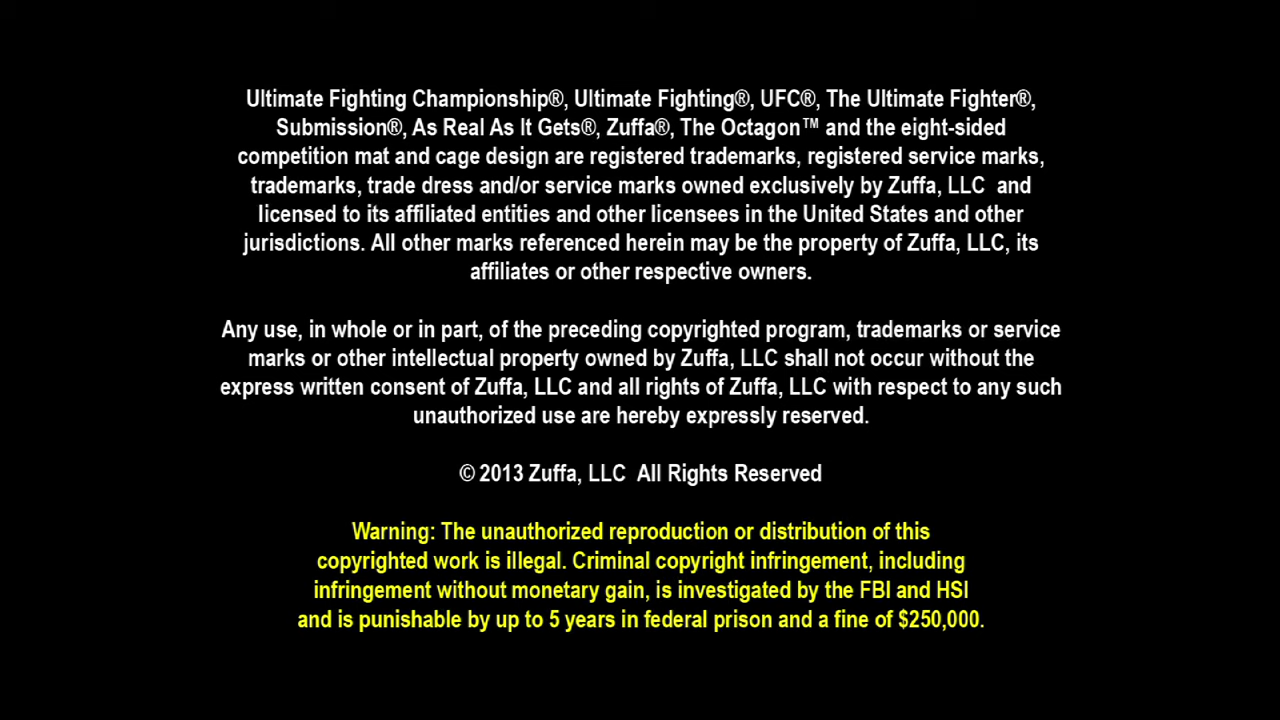 Ultimate Fighting Championship®, Ultimate Fighting®, UFC®, The Ultimate Fighter®,
Submission®, As Real As It Gets®, Zuffa®, The Octagon™ and the eight-sided
competition mat and cage design are registered trademarks, registered service marks,
trademarks, trade dress and/or service marks owned exclusively by Zuffa, LLC  and
licensed to its affiliated entities and other licensees in the United States and other
jurisdictions. All other marks referenced herein may be the property of Zuffa, LLC, its
affiliates or other respective owners.
Any use, in whole or in part, of the preceding copyrighted program, trademarks or service
marks or other intellectual property owned by Zuffa, LLC shall not occur without the
express written consent of Zuffa, LLC and all rights of Zuffa, LLC with respect to any such
unauthorized use are hereby expressly reserved.
© 2013 Zuffa, LLC  All Rights Reserved
Warning: The unauthorized reproduction or distribution of this
copyrighted work is illegal. Criminal copyright infringement, including
infringement without monetary gain, is investigated by the FBI and HSI
and is punishable by up to 5 years in federal prison and a fine of $250,000.